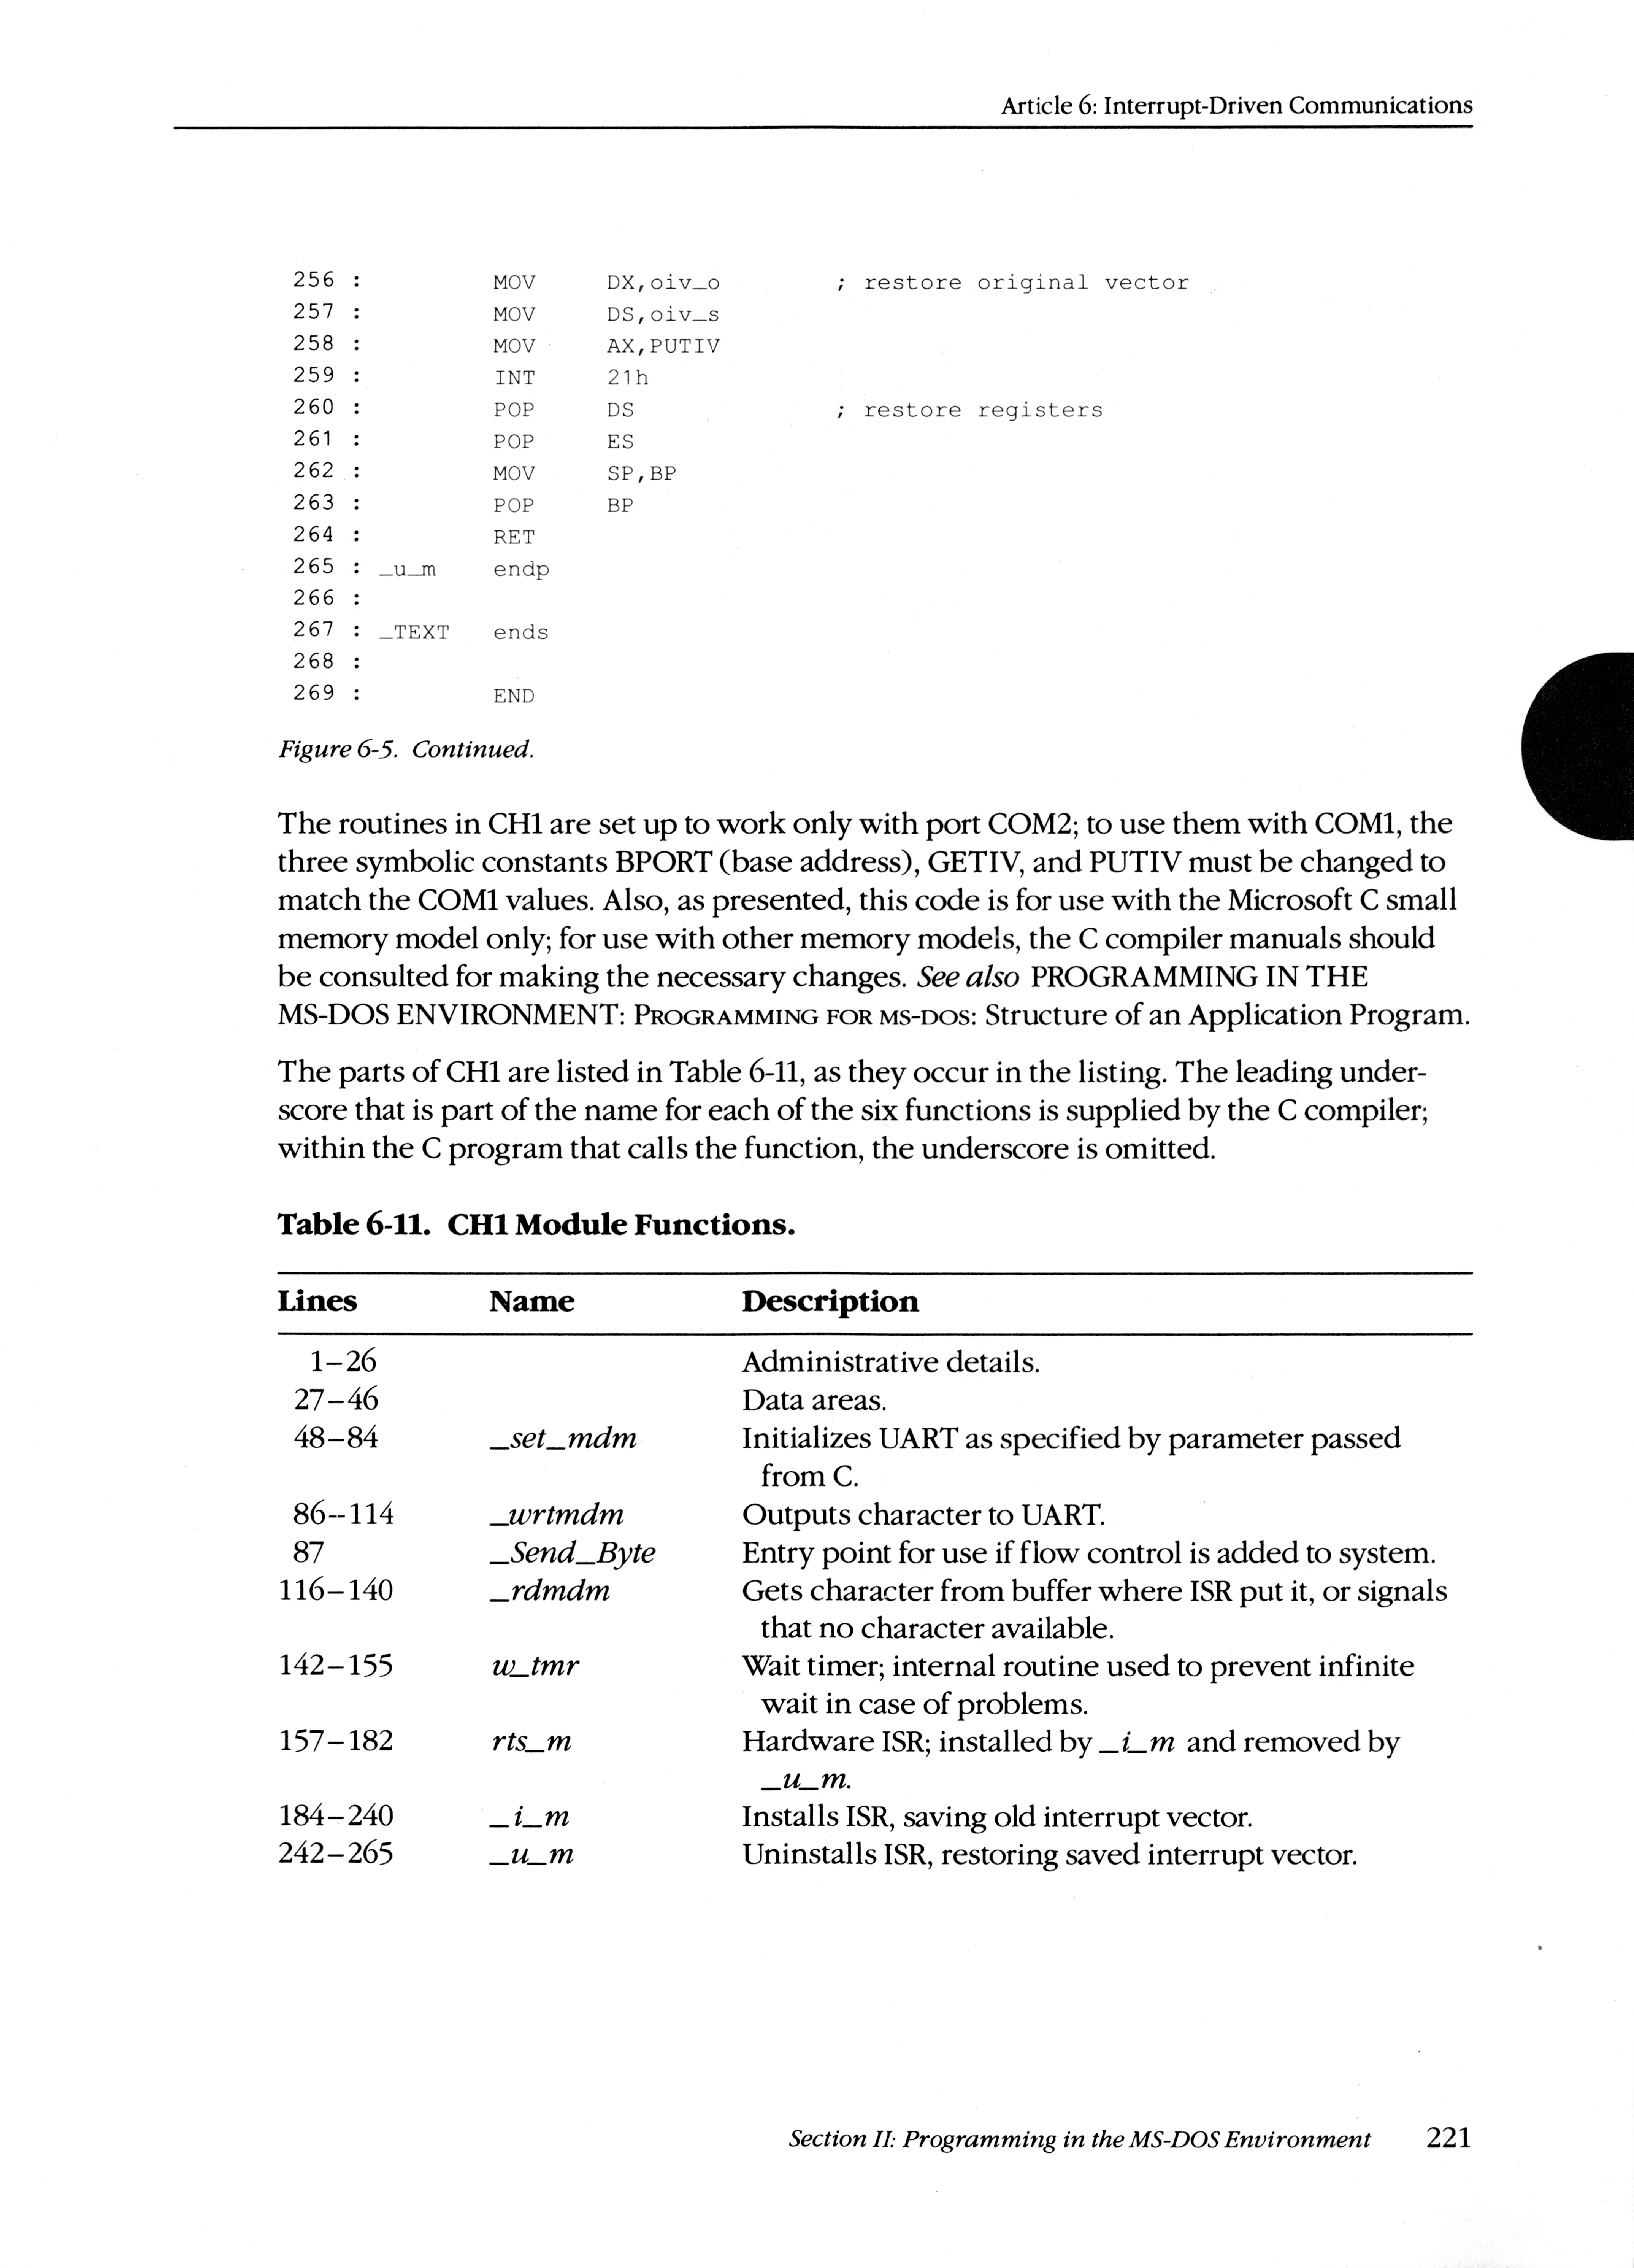 Article 6: Interrupt-Driven Communications
256 : MOV DX,oiv_o ; restore original vector
257 : MOV DS,oiv_s
258 : MOV AX,PUTIV
259 : INT 21h
260 : POP DS ; restore registers
261 : POP ES
262 : MOV SP,BP
263 : POP BP
264 : RET
265 : _u_m endp
266 :
267 : _TEXT ends
268 :
269 : END
Figure 6-5. Continued.
The routines in CH1 are set up to work only with port COM2; to use them with COM1, the
three symbolic constants BPORT (base address), GETIV, and PUTIV must be changed to
match the COM1 values. Also, as presented, this code is for use with the Microsoft C small
memory model only; for use with other memory models, the C compiler manuals should
be consulted for making the necessary changes. See also PROGRAMMING IN THE
MS-DOS ENVIRONMENT: PROGRAMMING FOR MS-DOS: Structure of an Application Program.
The parts of CH1 are listed in Table 6-11, as they occur in the listing. The leading under-
score that is part of the name for each of the six functions is supplied by the C compiler;
within the C program that calls the function, the underscore is omitted.
Table 6-11. CH1 Module Functions.
Lines Name Description
1–26 Administrative details.
27–46 Data areas.
48–84 _set_mdm Initializes UART as specified by parameter passed
from C.
86--114 _wrtmdm Outputs character to UART.
87 _Send_Byte Entry point for use if flow control is added to system.
116–140 _rdmdm Gets character from buffer where ISR put it, or signals
that no character available.
142–155 w_tmr Wait timer; internal routine used to prevent infinite
wait in case of problems.
157–182 rts_m Hardware ISR; installed by _i_m and removed by
_u_m.
184–240 _i_m Installs ISR, saving old interrupt vector.
242–265 _u_m Uninstalls ISR, restoring saved interrupt vector.
Section II: Programming in the MS-DOS Environment 221